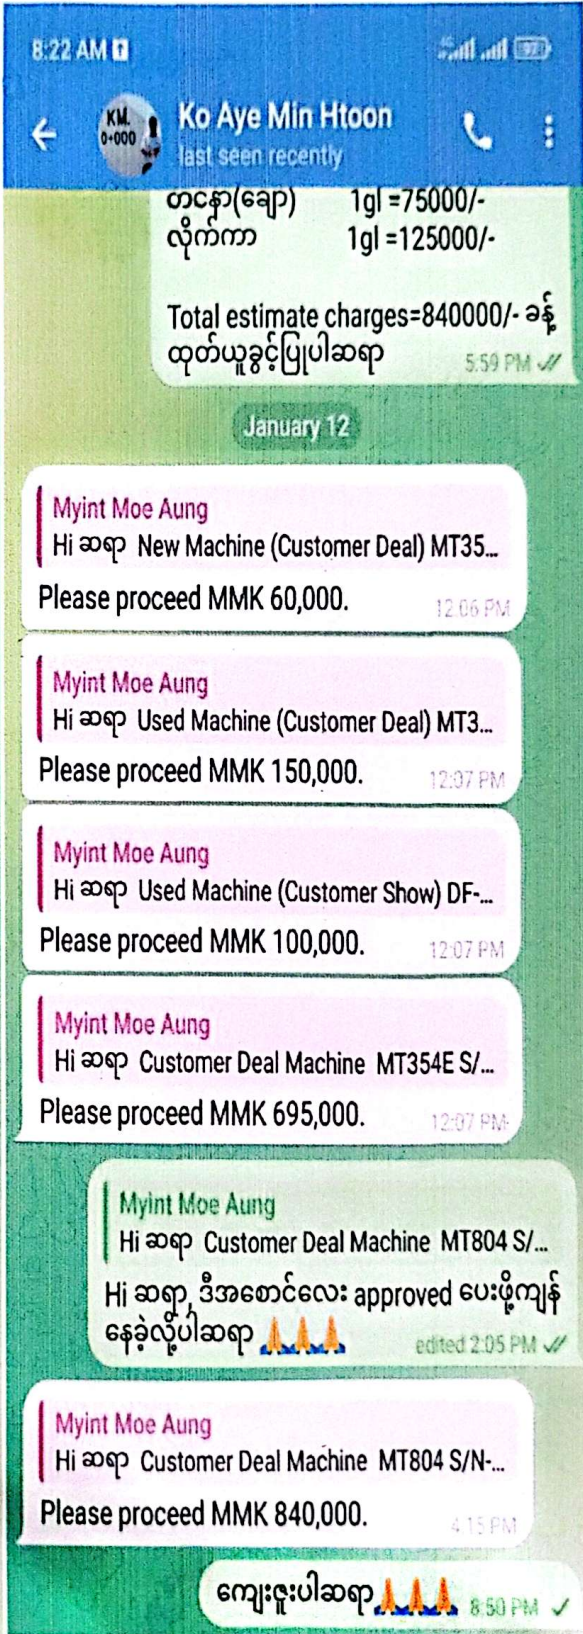 8:22 AM
97
KM.
0+000
Ko Aye Min Htoon
last seen recently
တငနာ(ချော) 1gl =75000/-
လိုက်ကာ 1gl =125000/-
Total estimate charges=840000/- ခန့်
ထုတ်ယူခွင့်ပြုပါဆရာ
5:59 PM
January 12
Myint Moe Aung
Hi ဆရာ New Machine (Customer Deal) MT35...
Please proceed MMK 60,000.
12:06 PM
Myint Moe Aung
Hi ဆရာ Used Machine (Customer Deal) MT3...
Please proceed MMK 150,000.
12:07 PM
Myint Moe Aung
Hi ဆရာ Used Machine (Customer Show) DF-...
Please proceed MMK 100,000.
12:07 PM
Myint Moe Aung
Hi ဆရာ Customer Deal Machine MT354E S/...
Please proceed MMK 695,000.
12:07 PM
Myint Moe Aung
Hi ဆရာ Customer Deal Machine MT804 S/...
Hi ဆရာ, ဒီအစောင်လေး approved ပေးဖို့ကျန်
နေခဲ့လို့ပါဆရာ 🙏🙏🙏
edited 2:05 PM
Myint Moe Aung
Hi ဆရာ Customer Deal Machine MT804 S/N-...
Please proceed MMK 840,000.
4:15 PM
ကျေးဇူးပါဆရာ🙏🙏🙏 8:50 PM